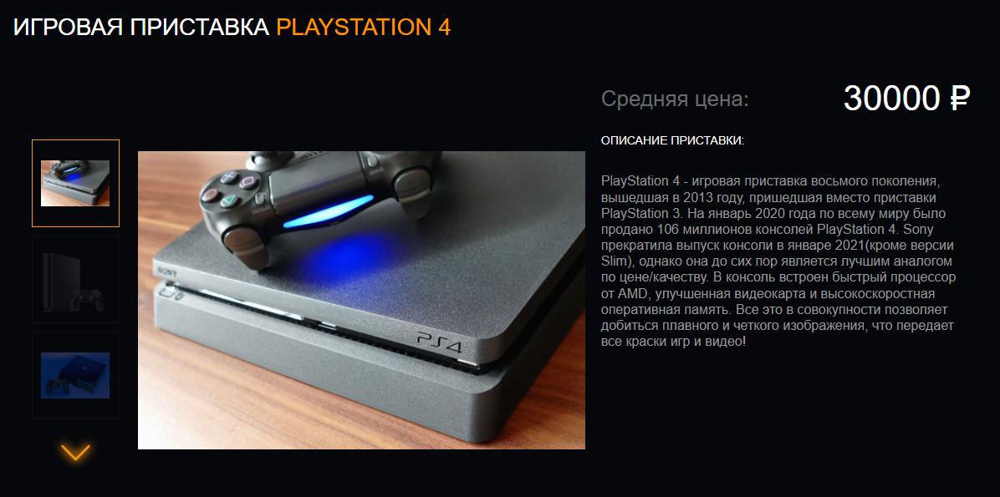 ИГРОВАЯ ПРИСТАВКА PLAYSTATION 4
Средняя цена: 30000 ₽
ОПИСАНИЕ ПРИСТАВКИ:
PlayStation 4 - игровая приставка восьмого поколения,
вышедшая в 2013 году, пришедшая вместо приставки
PlayStation 3. На январь 2020 года по всему миру было
продано 106 миллионов консолей PlayStation 4. Sony
прекратила выпуск консоли в январе 2021(кроме версии
Slim), однако она до сих пор является лучшим аналогом
по цене/качеству. В консоль встроен быстрый процессор
от AMD, улучшенная видеокарта и высокоскоростная
оперативная память. Все это в совокупности позволяет
добиться плавного и четкого изображения, что передает
все краски игр и видео!
SONY
PS4